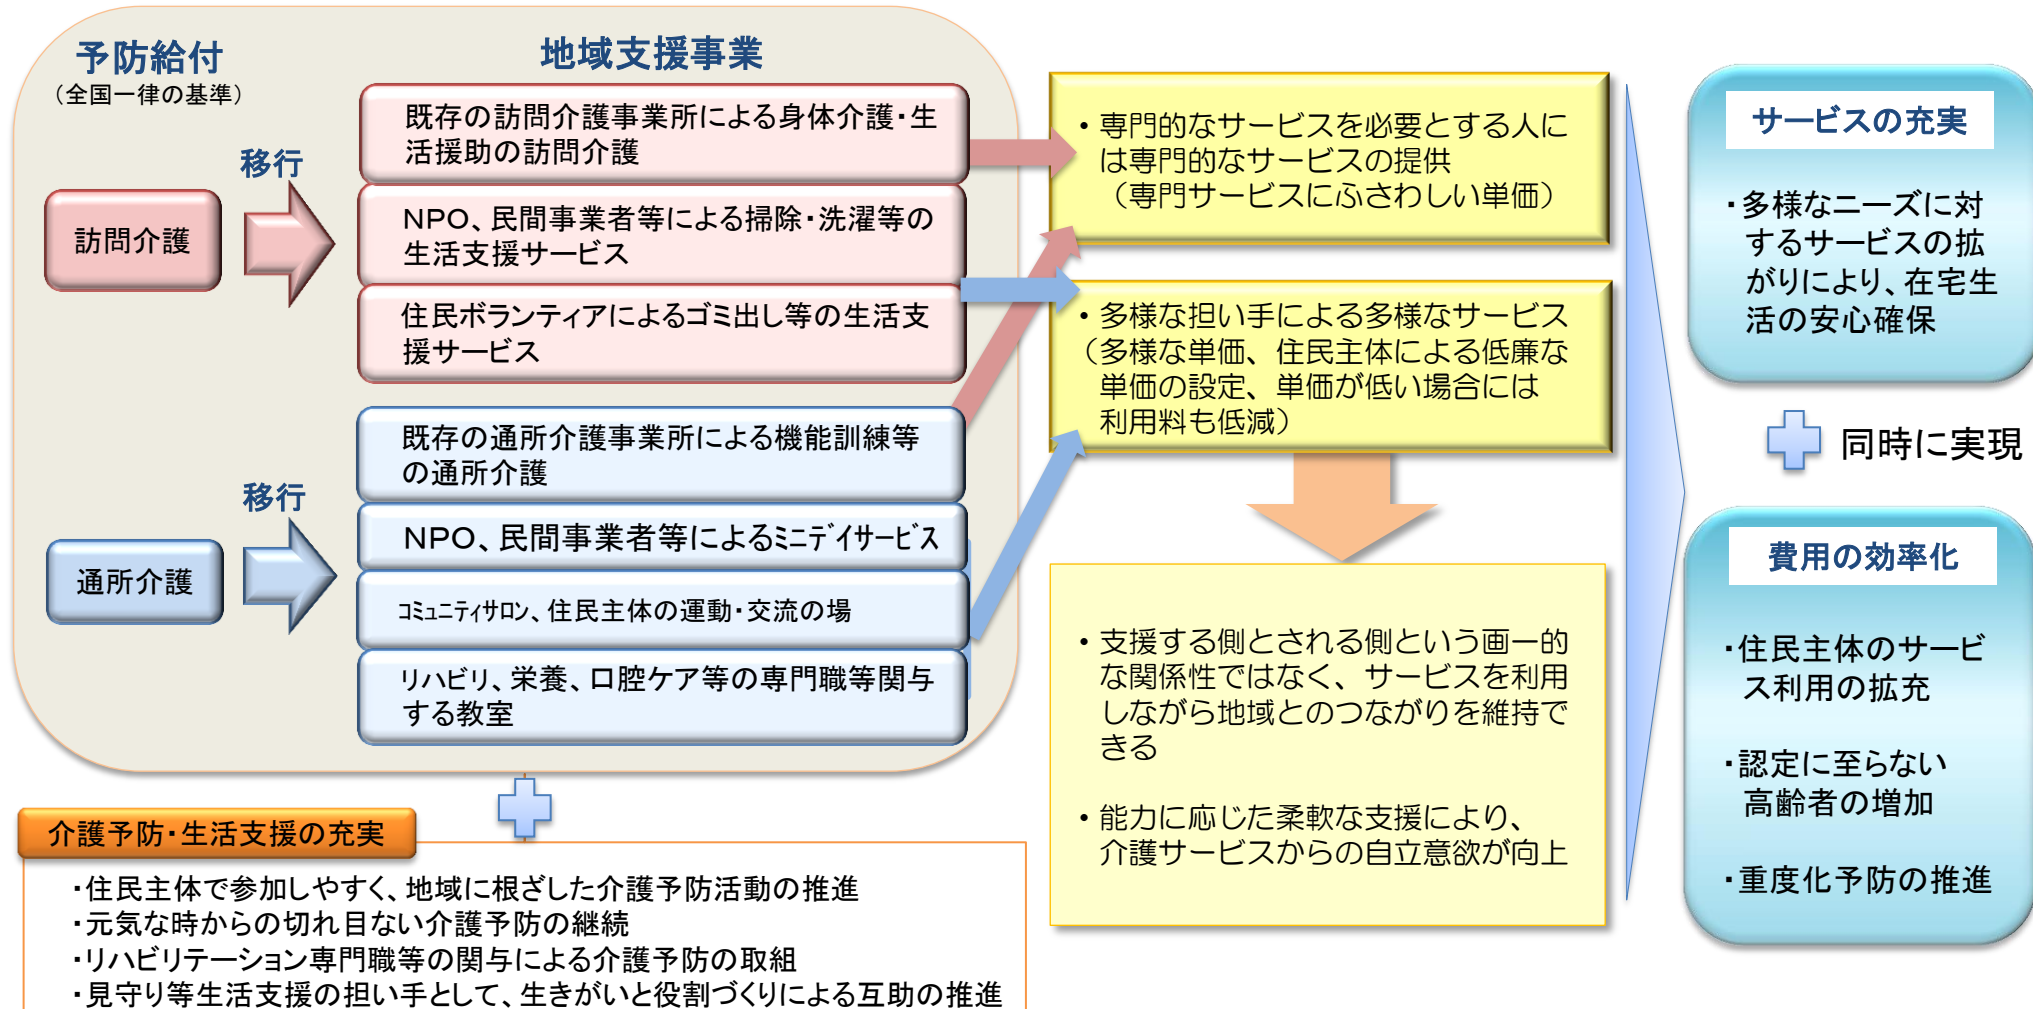 予防給付
（全国一律の基準）
地域支援事業
移行
訪問介護
既存の訪問介護事業所による身体介護・生
活援助の訪問介護
NPO、民間事業者等による掃除・洗濯等の
生活支援サービス
住民ボランティアによるゴミ出し等の生活支
援サービス
移行
通所介護
既存の通所介護事業所による機能訓練等
の通所介護
NPO、民間事業者等によるﾐﾆﾃﾞイサービス
コミュニティサロン、住民主体の運動・交流の場
リハビリ、栄養、口腔ケア等の専門職等関与
する教室
介護予防・生活支援の充実
・住民主体で参加しやすく、地域に根ざした介護予防活動の推進
・元気な時からの切れ目ない介護予防の継続
・リハビリテーション専門職等の関与による介護予防の取組
・見守り等生活支援の担い手として、生きがいと役割づくりによる互助の推進
・専門的なサービスを必要とする人に
は専門的なサービスの提供
（専門サービスにふさわしい単価）
・多様な担い手による多様なサービス
（多様な単価、住民主体による低廉な
単価の設定、単価が低い場合には
利用料も低減）
・支援する側とされる側という画一的
な関係性ではなく、サービスを利用
しながら地域とのつながりを維持で
きる
・能力に応じた柔軟な支援により、
介護サービスからの自立意欲が向上
サービスの充実
・多様なニーズに対
するサービスの拡
がりにより、在宅生
活の安心確保
同時に実現
費用の効率化
・住民主体のサービ
ス利用の拡充
・認定に至らない
高齢者の増加
・重度化予防の推進